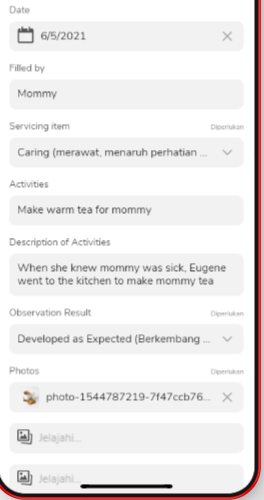 Date
6/5/2021
Filled by
Mommy
Servicing item Diperlukan
Caring (merawat, menaruh perhatian ...
Activities
Make warm tea for mommy
Description of Activities
When she knew mommy was sick, Eugene
went to the kitchen to make mommy tea
Observation Result Diperlukan
Developed as Expected (Berkembang ...
Photos Diperlukan
photo-1544787219-7f47ccb76...
Jelajahi...
Jelajahi...